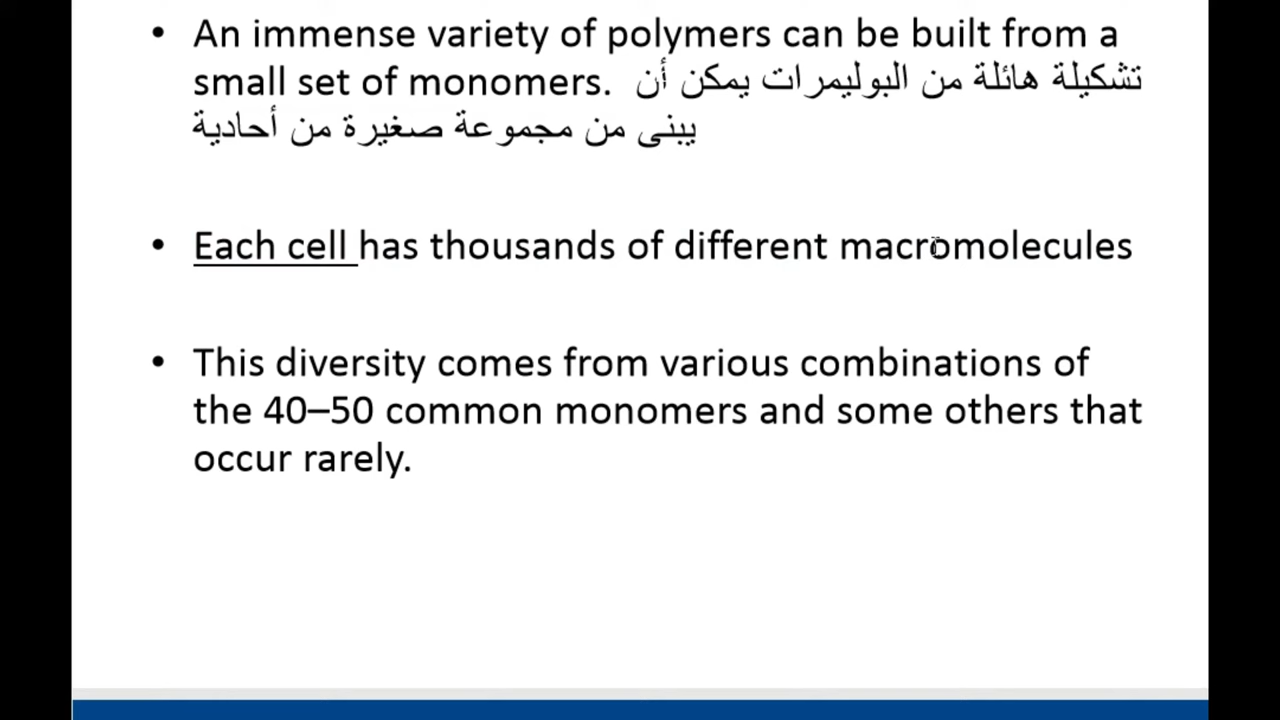 • An immense variety of polymers can be built from a
small set of monomers. تشكيلة هائلة من البوليمرات يمكن أن
يبنى من مجموعة صغيرة من أحادية
• Each cell has thousands of different macromolecules
• This diversity comes from various combinations of
the 40–50 common monomers and some others that
occur rarely.